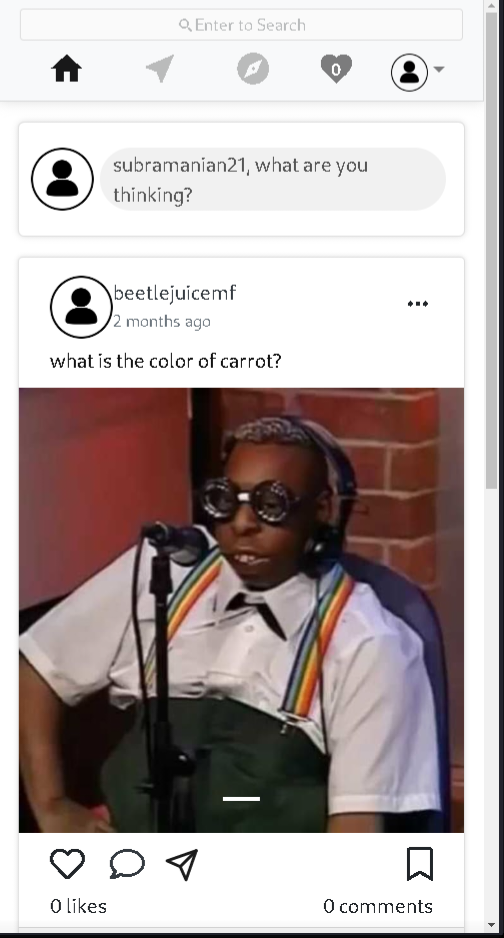 Enter to Search
0
subramanian21, what are you
thinking?
beetlejuicemf
2 months ago
what is the color of carrot?
0 likes
0 comments